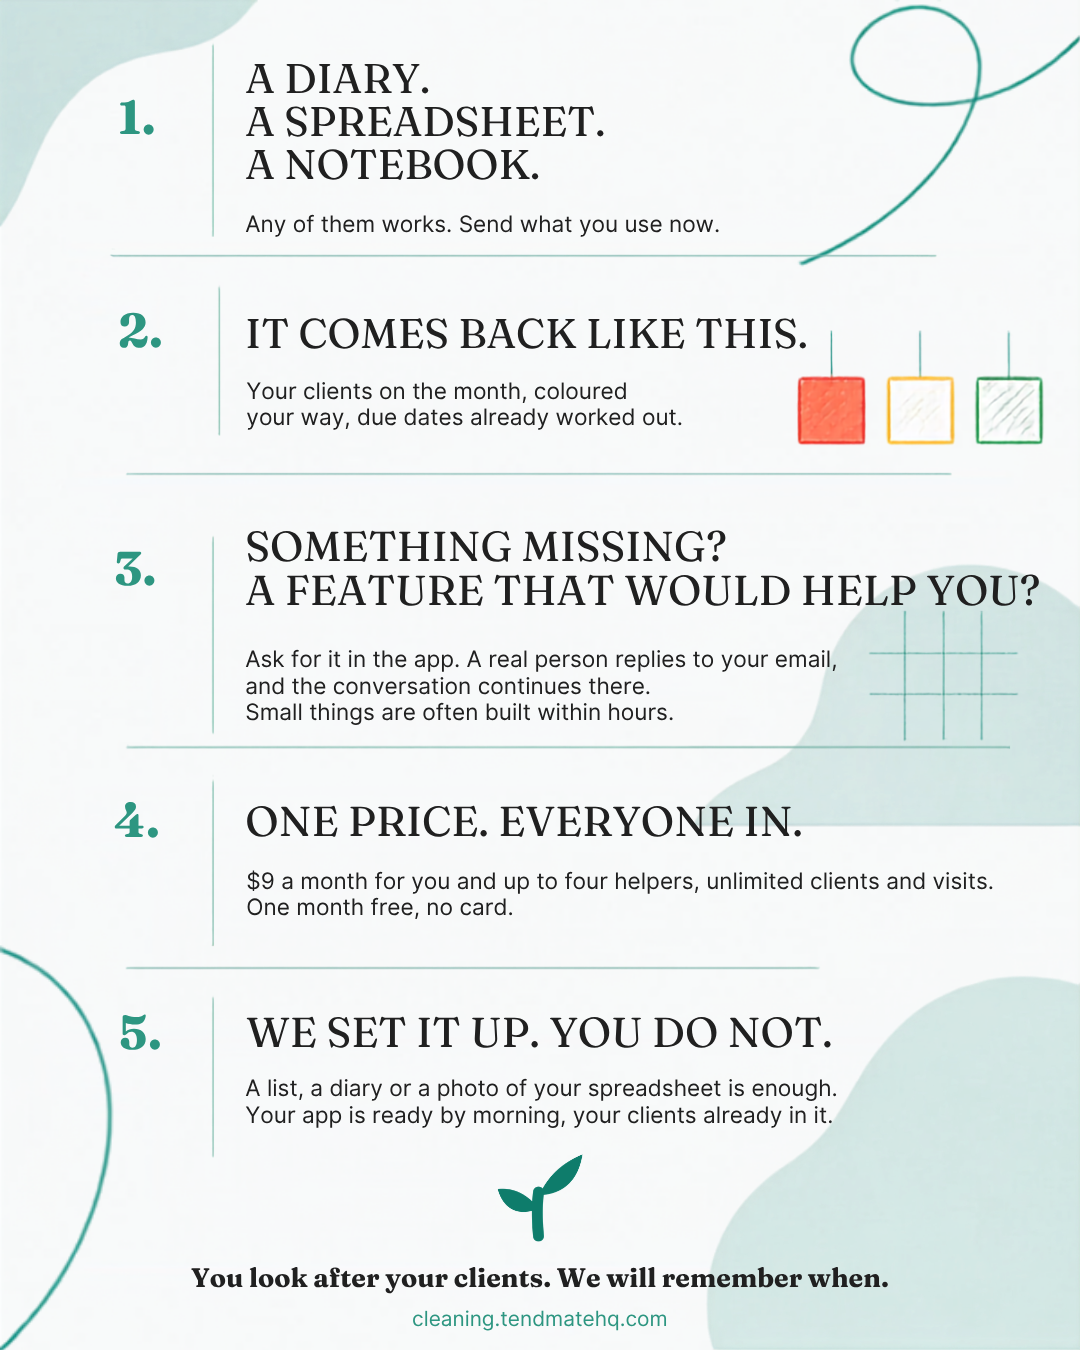 1.
A DIARY.
A SPREADSHEET.
A NOTEBOOK.
Any of them works. Send what you use now.
2.
IT COMES BACK LIKE THIS.
Your clients on the month, coloured
your way, due dates already worked out.
3.
SOMETHING MISSING?
A FEATURE THAT WOULD HELP YOU?
Ask for it in the app. A real person replies to your email,
and the conversation continues there.
Small things are often built within hours.
4.
ONE PRICE. EVERYONE IN.
$9 a month for you and up to four helpers, unlimited clients and visits.
One month free, no card.
5.
WE SET IT UP. YOU DO NOT.
A list, a diary or a photo of your spreadsheet is enough.
Your app is ready by morning, your clients already in it.
You look after your clients. We will remember when.
cleaning.tendmatehq.com